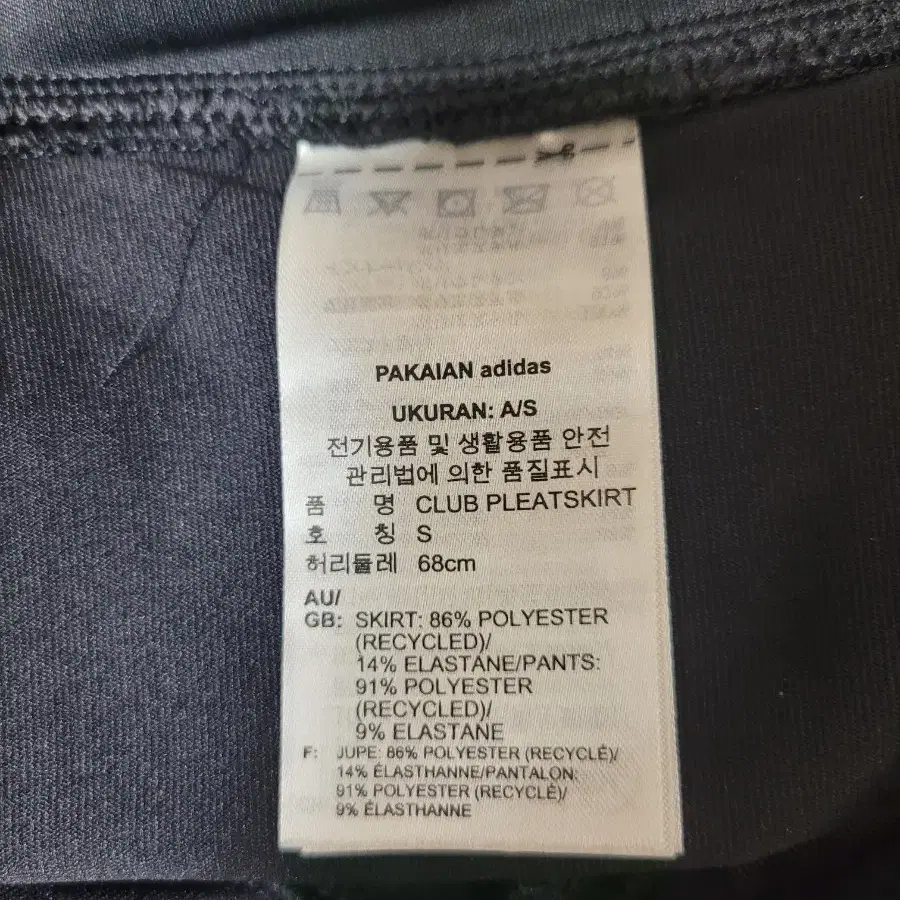 PAKAIAN adidas
UKURAN: A/S
전기용품 및 생활용품 안전
관리법에 의한 품질표시
품 명 CLUB PLEATSKIRT
호 칭 S
허리둘레 68cm
AU/
GB: SKIRT: 86% POLYESTER
(RECYCLED)/
14% ELASTANE/PANTS:
91% POLYESTER
(RECYCLED)/
9% ELASTANE
F: JUPE: 86% POLYESTER (RECYCLÉ)/
14% ÉLASTHANNE/PANTALON:
91% POLYESTER (RECYCLÉ)/
9% ÉLASTHANNE